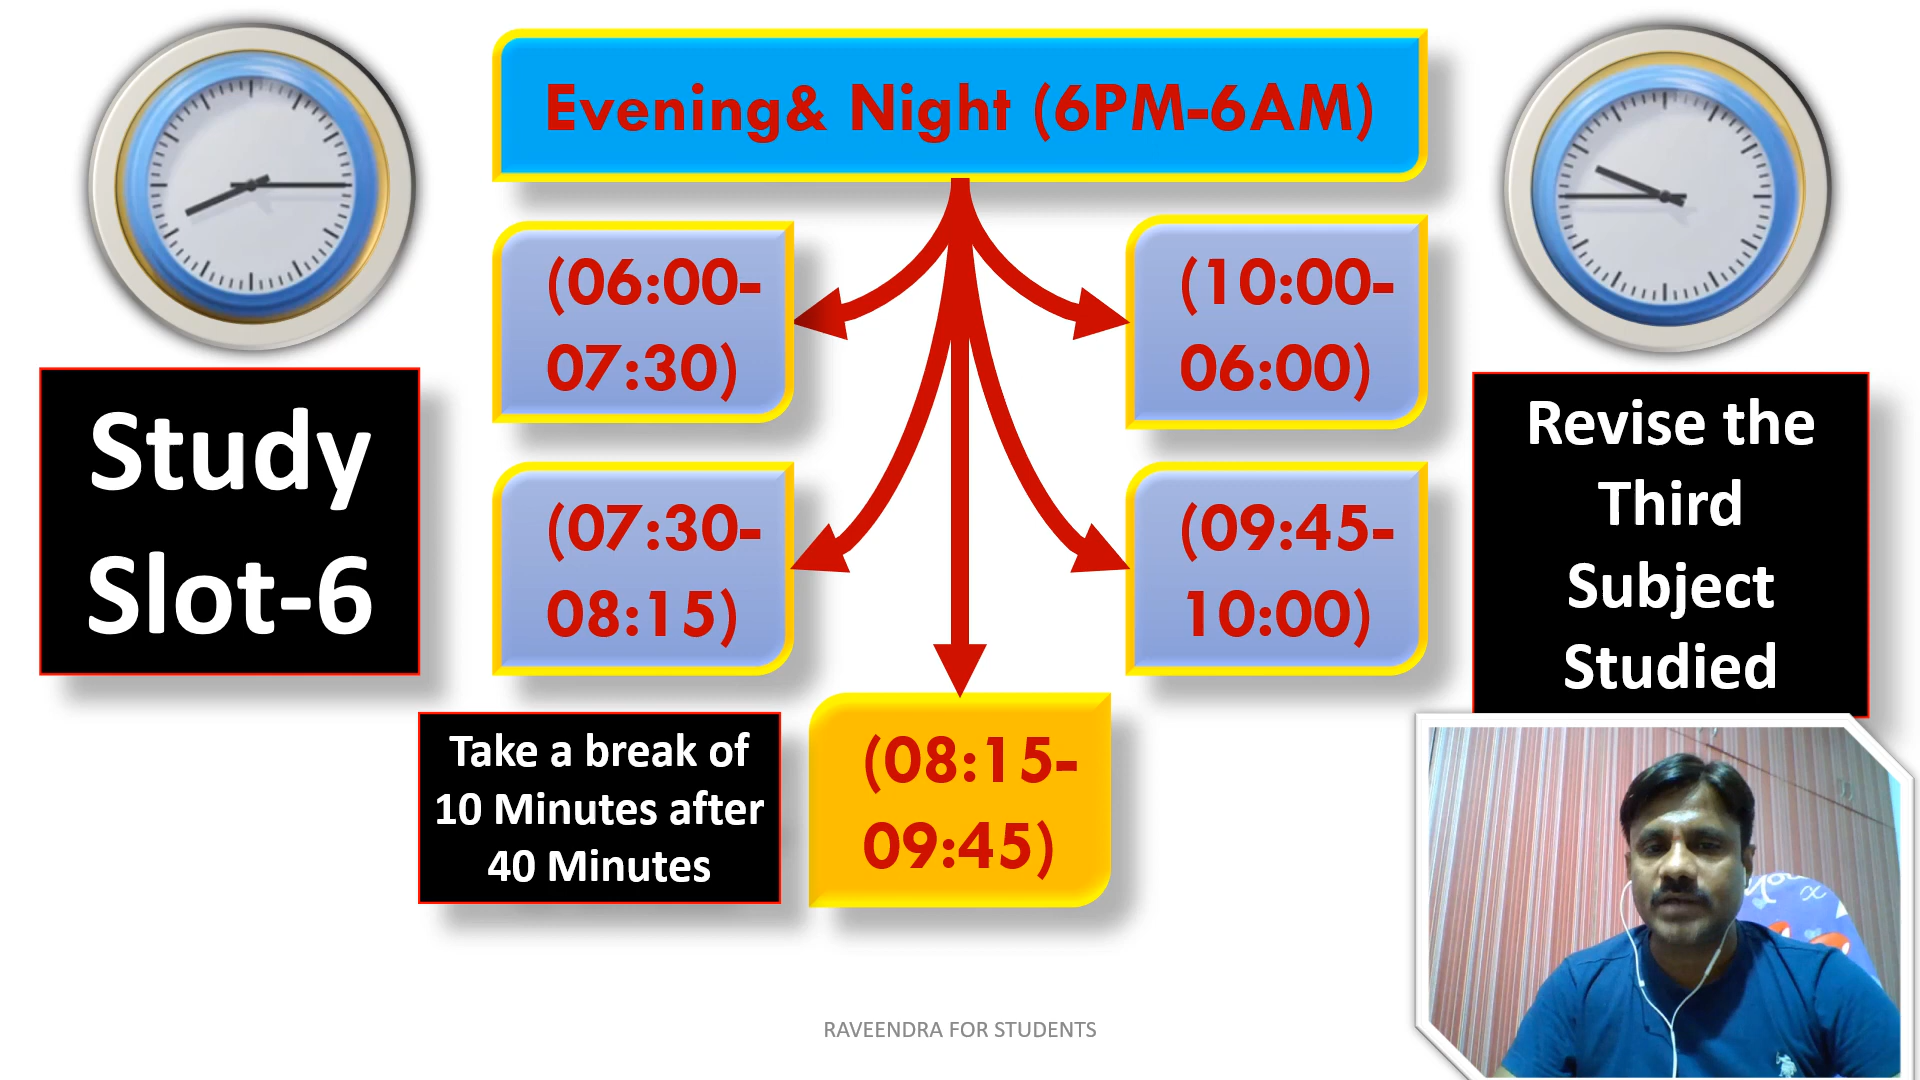 Evening& Night (6PM-6AM)
(06:00-
07:30)
(10:00-
06:00)
Study
Slot-6
Revise the
Third
Subject
Studied
(07:30-
08:15)
(09:45-
10:00)
Take a break of
10 Minutes after
40 Minutes
(08:15-
09:45)
You
RAVEENDRA FOR STUDENTS